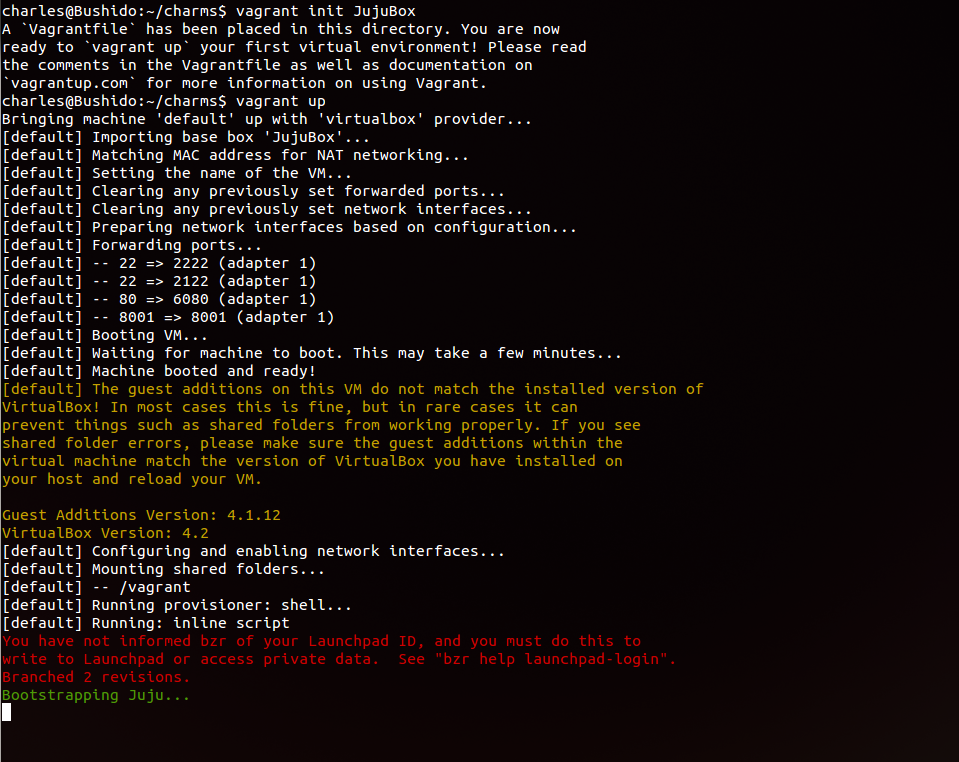 charles@Bushido:~/charms$ vagrant init JujuBox
A `Vagrantfile` has been placed in this directory. You are now
ready to `vagrant up` your first virtual environment! Please read
the comments in the Vagrantfile as well as documentation on
`vagrantup.com` for more information on using Vagrant.
charles@Bushido:~/charms$ vagrant up
Bringing machine 'default' up with 'virtualbox' provider...
[default] Importing base box 'JujuBox'...
[default] Matching MAC address for NAT networking...
[default] Setting the name of the VM...
[default] Clearing any previously set forwarded ports...
[default] Clearing any previously set network interfaces...
[default] Preparing network interfaces based on configuration...
[default] Forwarding ports...
[default] -- 22 => 2222 (adapter 1)
[default] -- 22 => 2122 (adapter 1)
[default] -- 80 => 6080 (adapter 1)
[default] -- 8001 => 8001 (adapter 1)
[default] Booting VM...
[default] Waiting for machine to boot. This may take a few minutes...
[default] Machine booted and ready!
[default] The guest additions on this VM do not match the installed version of
VirtualBox! In most cases this is fine, but in rare cases it can
prevent things such as shared folders from working properly. If you see
shared folder errors, please make sure the guest additions within the
virtual machine match the version of VirtualBox you have installed on
your host and reload your VM.

Guest Additions Version: 4.1.12
VirtualBox Version: 4.2
[default] Configuring and enabling network interfaces...
[default] Mounting shared folders...
[default] -- /vagrant
[default] Running provisioner: shell...
[default] Running: inline script
You have not informed bzr of your Launchpad ID, and you must do this to
write to Launchpad or access private data.  See "bzr help launchpad-login".
Branched 2 revisions.
Bootstrapping Juju...